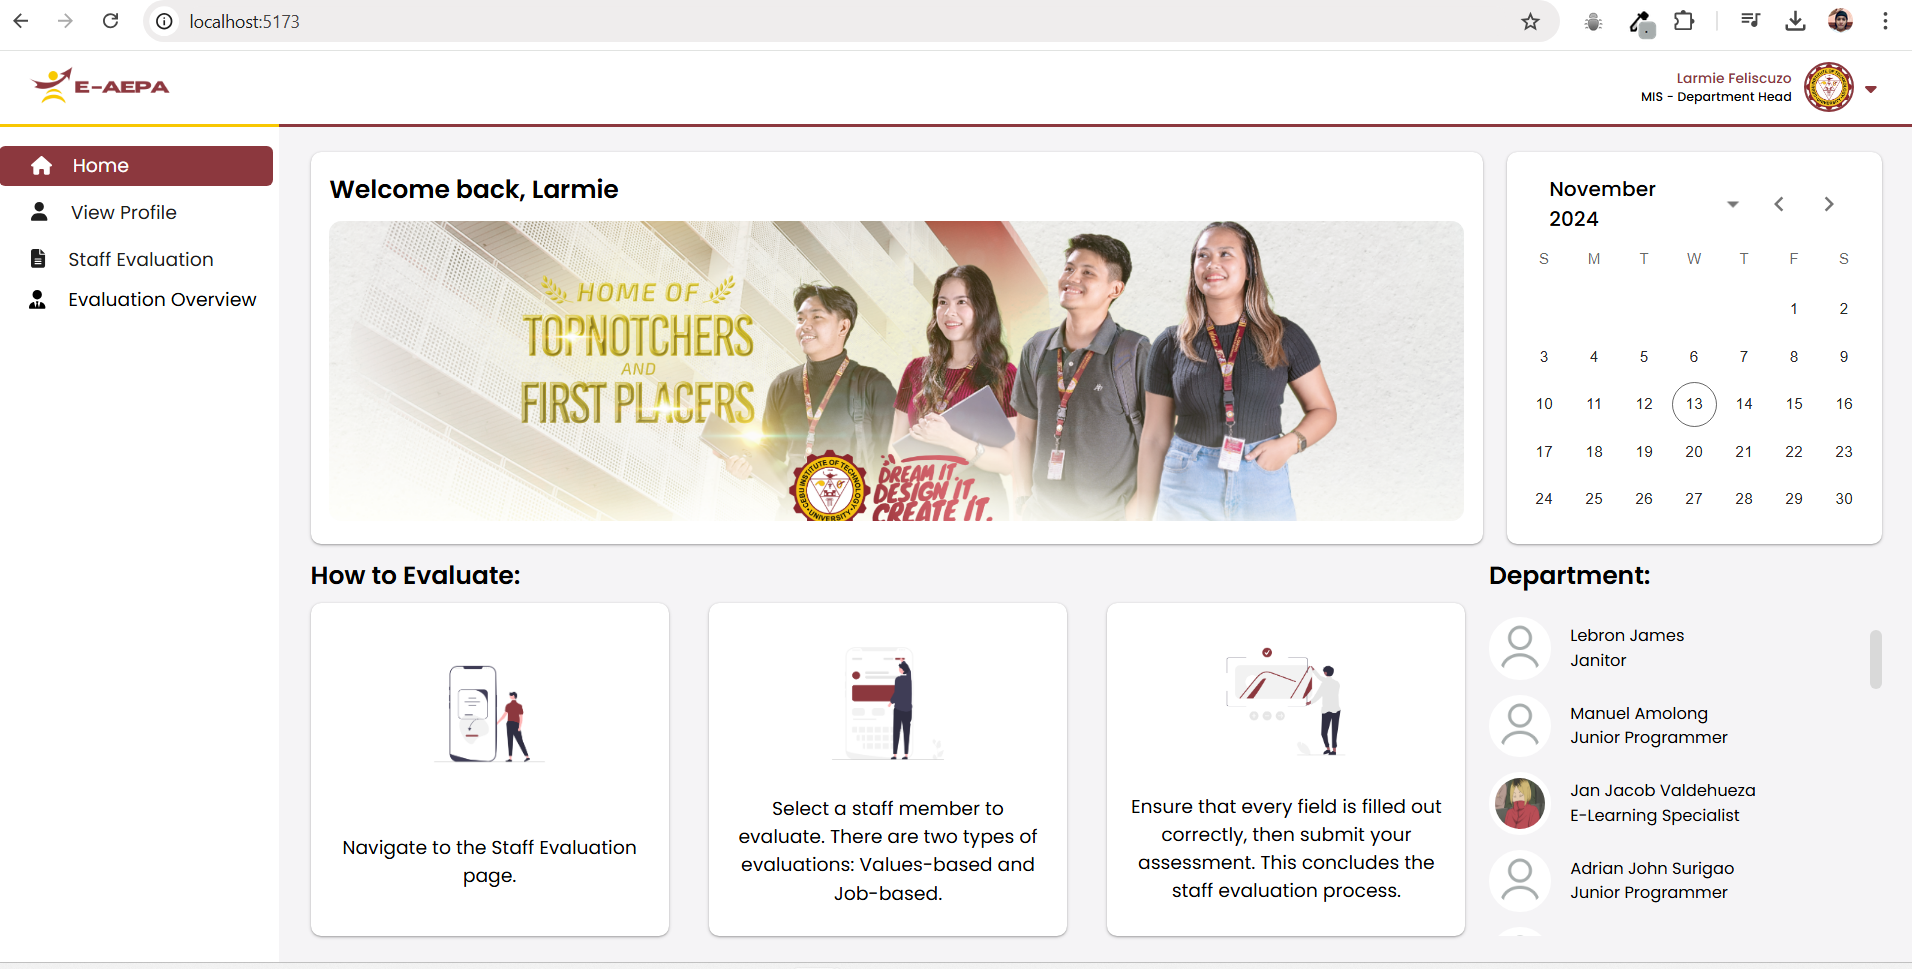 localhost:5173
E-AEPA
Larmie Feliscuzo
MIS - Department Head
Home
View Profile
Staff Evaluation
Evaluation Overview
Welcome back, Larmie
HOME OF
TOPNOTCHERS
AND
FIRST PLACERS
CEBU INSTITUTE OF TECHNOLOGY
UNIVERSITY
DREAM IT.
DESIGN IT.
CREATE IT.
November
2024
S M T W T F S
1 2
3 4 5 6 7 8 9
10 11 12 13 14 15 16
17 18 19 20 21 22 23
24 25 26 27 28 29 30
How to Evaluate:
Navigate to the Staff Evaluation
page.
Select a staff member to
evaluate. There are two types of
evaluations: Values-based and
Job-based.
Ensure that every field is filled out
correctly, then submit your
assessment. This concludes the
staff evaluation process.
Department:
Lebron James
Janitor
Manuel Amolong
Junior Programmer
Jan Jacob Valdehueza
E-Learning Specialist
Adrian John Surigao
Junior Programmer